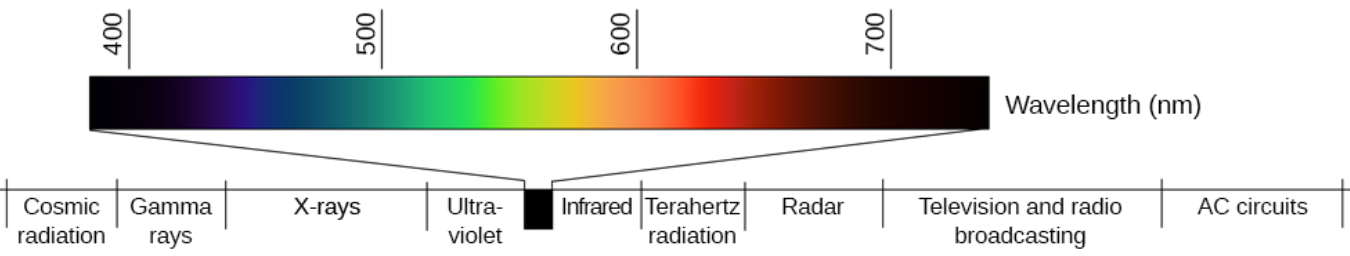 400
500
600
700
Wavelength (nm)
Cosmic
radiation
Gamma
rays
X-rays
Ultra-
violet
Infrared
Terahertz
radiation
Radar
Television and radio
broadcasting
AC circuits